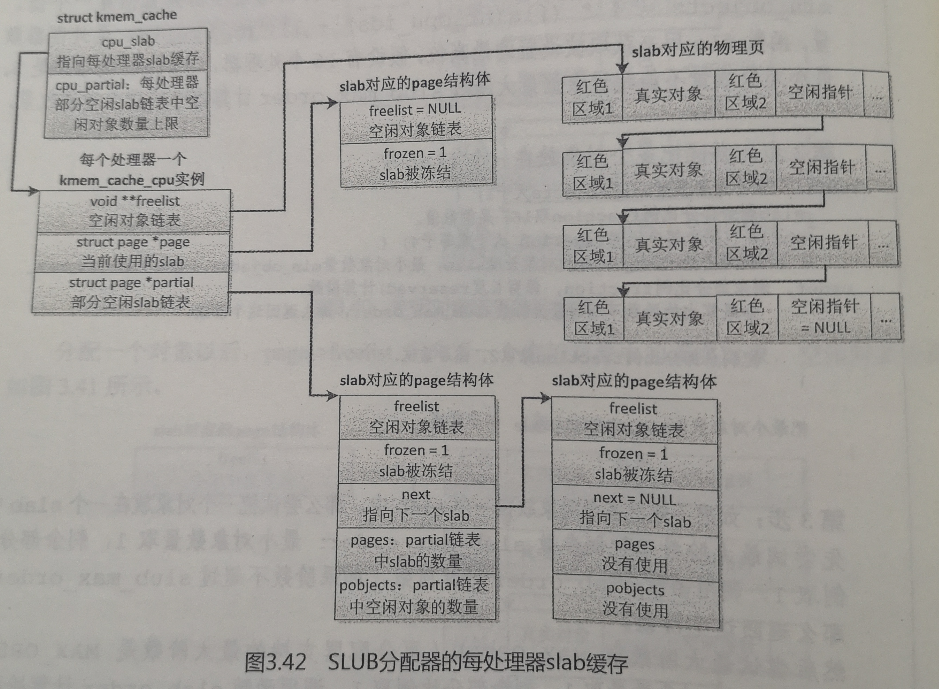 struct kmem_cache
cpu_slab
指向每处理器slab缓存
cpu_partial：每处理器
部分空闲slab链表中空
闲对象数量上限
每个处理器一个
kmem_cache_cpu实例
void **freelist
空闲对象链表
struct page *page
当前使用的slab
struct page *partial
部分空闲slab链表
slab对应的page结构体
freelist = NULL
空闲对象链表
frozen = 1
slab被冻结
slab对应的物理页
红色
区域1
真实对象
红色
区域2
空闲指针
...
红色
区域1
真实对象
红色
区域2
空闲指针
...
红色
区域1
真实对象
红色
区域2
空闲指针
...
红色
区域1
真实对象
红色
区域2
空闲指针
= NULL
...
slab对应的page结构体
freelist
空闲对象链表
frozen = 1
slab被冻结
next
指向下一个slab
pages：partial链表
中slab的数量
pobjects：partial链表
中空闲对象的数量
slab对应的page结构体
freelist
空闲对象链表
frozen = 1
slab被冻结
next = NULL
指向下一个slab
pages
没有使用
pobjects
没有使用
图3.42 SLUB分配器的每处理器slab缓存